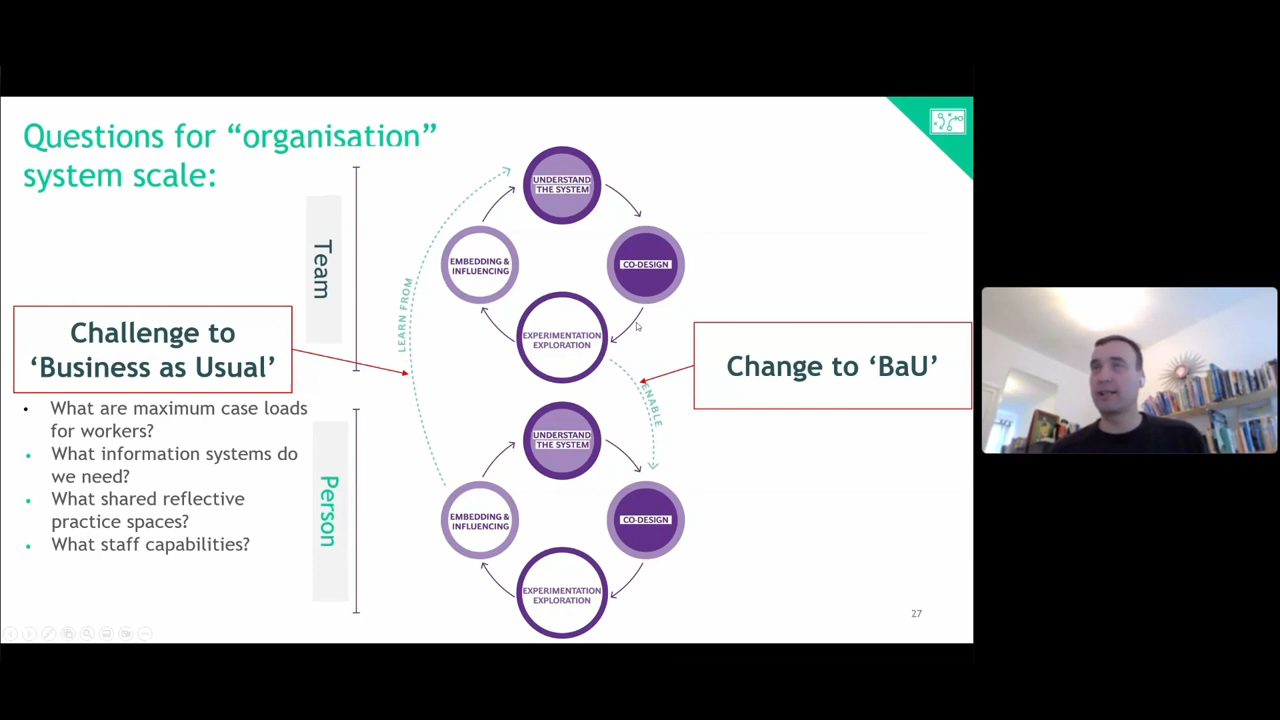 Questions for “organisation”
system scale:
Team
Challenge to
‘Business as Usual’
• What are maximum case loads
for workers?
• What information systems do
we need?
• What shared reflective
practice spaces?
• What staff capabilities?
Person
UNDERSTAND
THE SYSTEM
CO-DESIGN
EXPERIMENTATION
EXPLORATION
EMBEDDING &
INFLUENCING
LEARN FROM
ENABLE
Change to ‘BaU’
UNDERSTAND
THE SYSTEM
CO-DESIGN
EXPERIMENTATION
EXPLORATION
EMBEDDING &
INFLUENCING
27